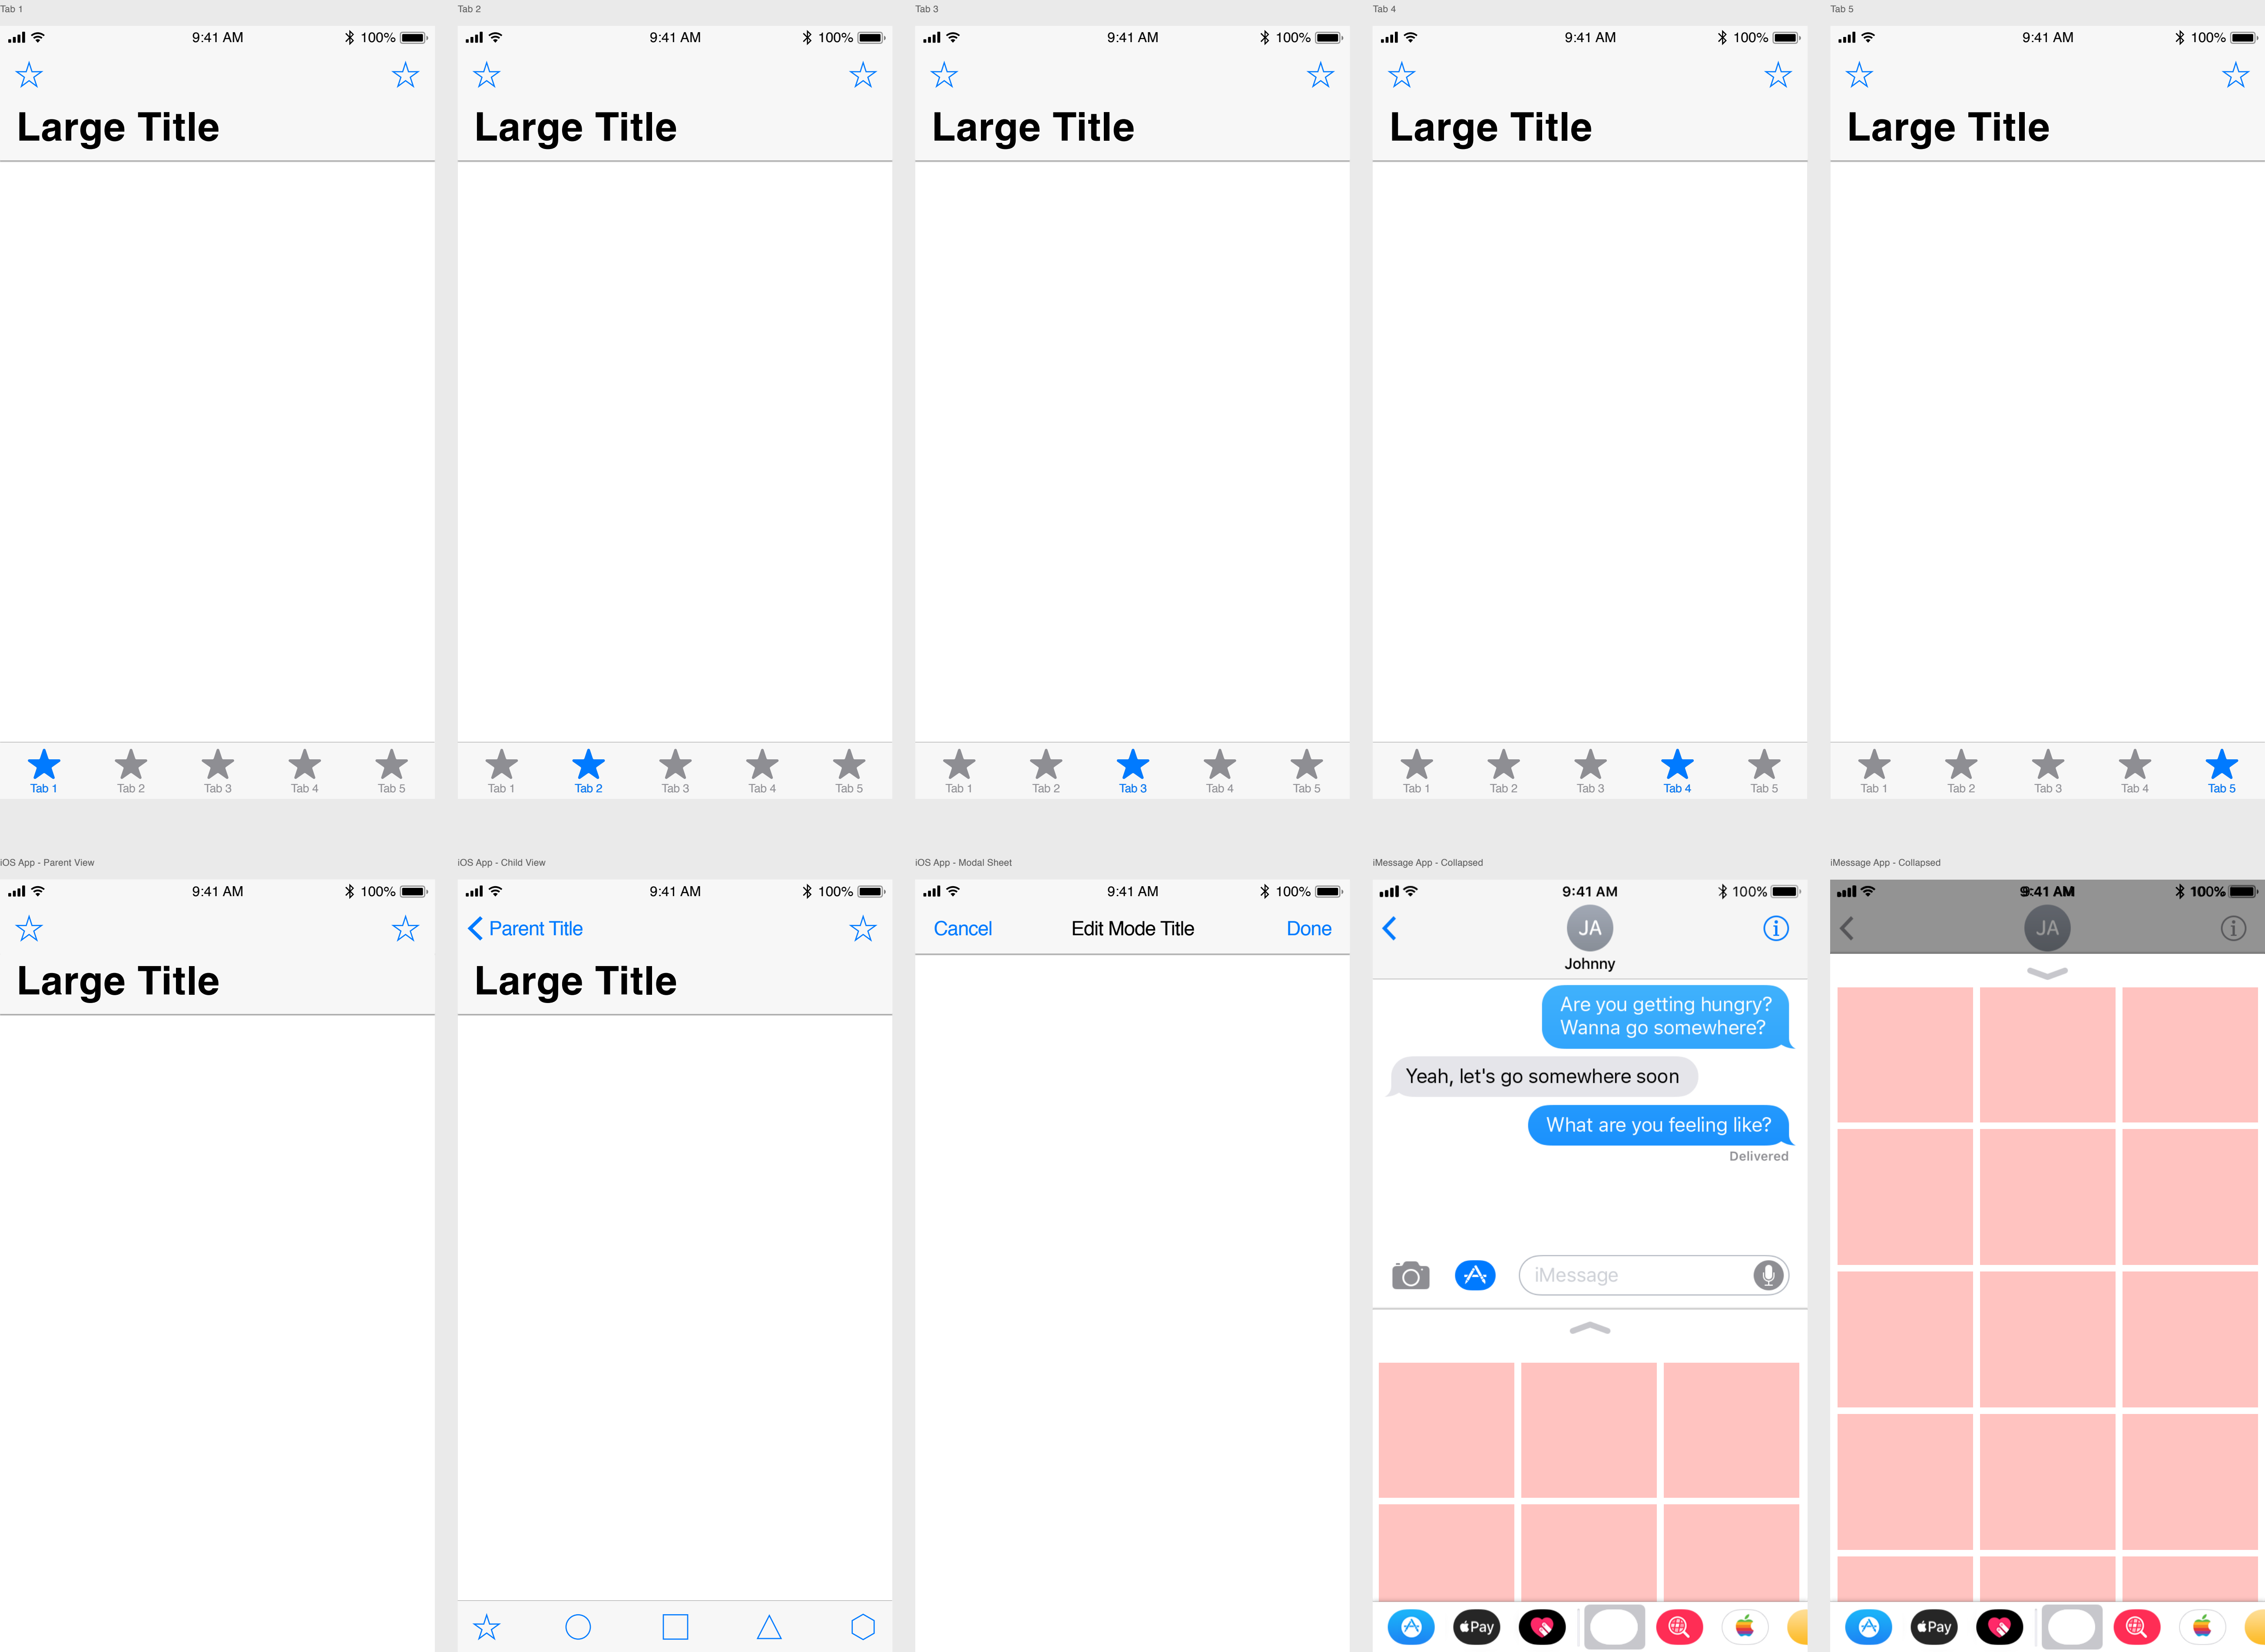 Tab 1
9:41 AM
100%
Large Title
Tab 1
Tab 2
Tab 3
Tab 4
Tab 5
Tab 2
9:41 AM
100%
Large Title
Tab 1
Tab 2
Tab 3
Tab 4
Tab 5
Tab 3
9:41 AM
100%
Large Title
Tab 1
Tab 2
Tab 3
Tab 4
Tab 5
Tab 4
9:41 AM
100%
Large Title
Tab 1
Tab 2
Tab 3
Tab 4
Tab 5
Tab 5
9:41 AM
100%
Large Title
Tab 1
Tab 2
Tab 3
Tab 4
Tab 5
iOS App - Parent View
9:41 AM
100%
Large Title
iOS App - Child View
9:41 AM
100%
Parent Title
Large Title
iOS App - Modal Sheet
9:41 AM
100%
Cancel
Edit Mode Title
Done
iMessage App - Collapsed
9:41 AM
100%
JA
Johnny
Are you getting hungry?
Wanna go somewhere?
Yeah, let's go somewhere soon
What are you feeling like?
Delivered
iMessage
Pay
iMessage App - Collapsed
9:41 AM
100%
JA
Pay